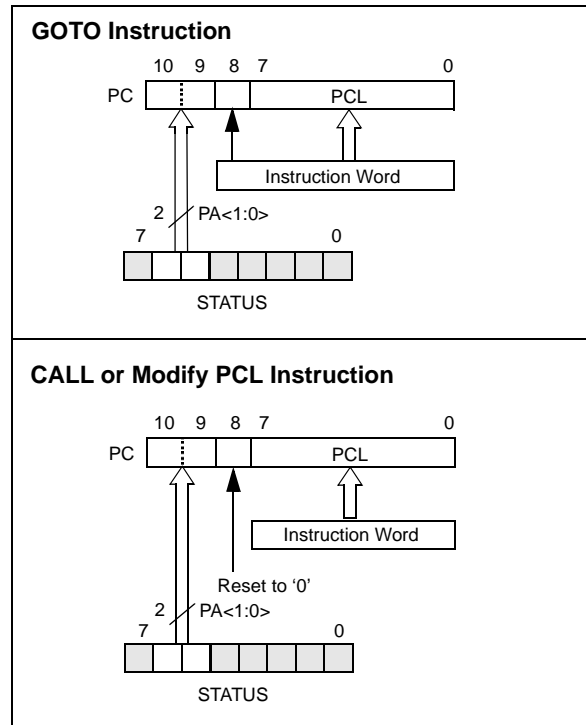 GOTO Instruction
10 9 8 7 0
PC PCL
Instruction Word
2 PA<1:0>
7 0
STATUS
CALL or Modify PCL Instruction
10 9 8 7 0
PC PCL
Instruction Word
Reset to ‘0’
2 PA<1:0>
7 0
STATUS